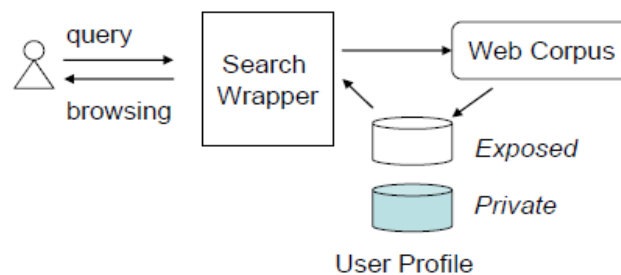 query
browsing
Search
Wrapper
Web Corpus
Exposed
Private
User Profile